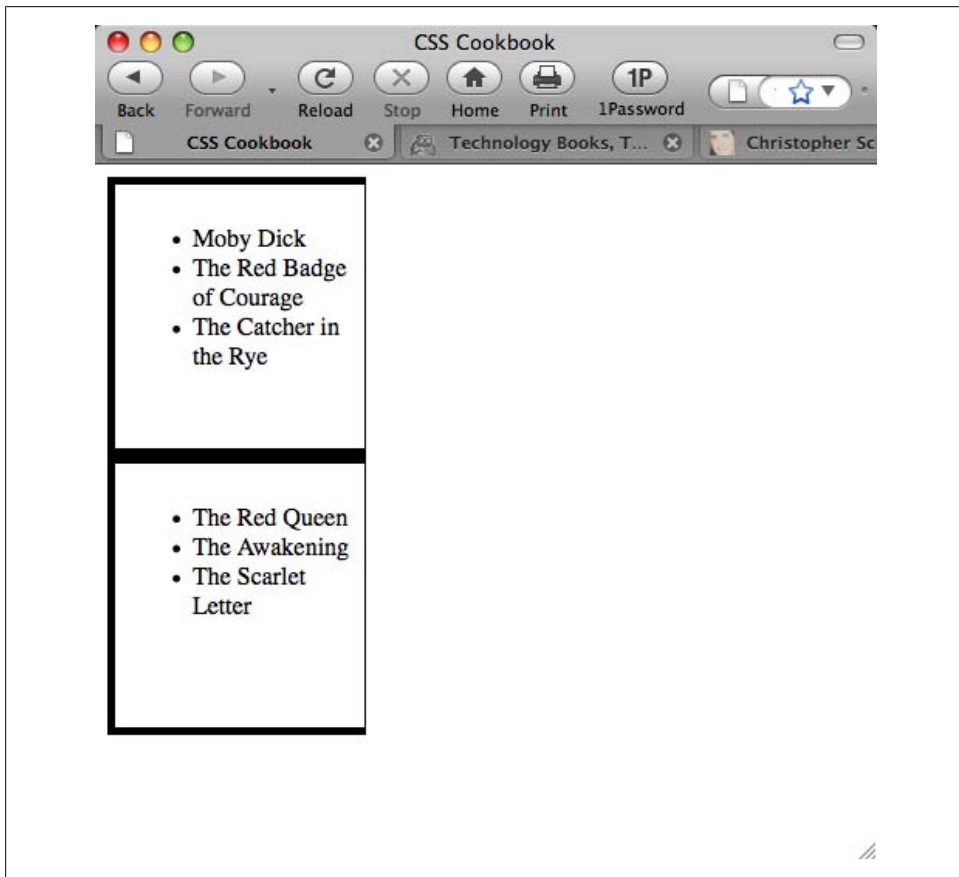 CSS Cookbook
1P
Back Forward Reload Stop Home Print 1Password
CSS Cookbook Technology Books, T... Christopher Sc
• Moby Dick
• The Red Badge
of Courage
• The Catcher in
the Rye
• The Red Queen
• The Awakening
• The Scarlet
Letter